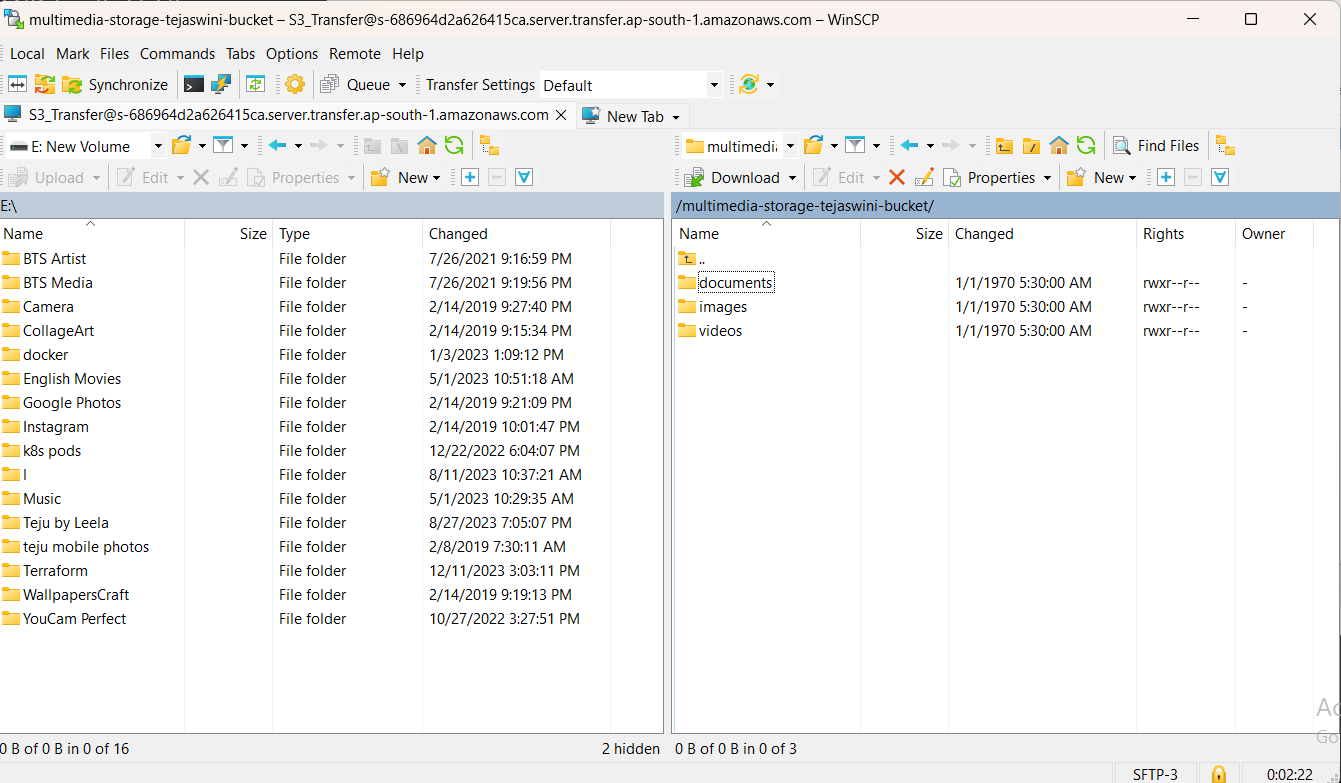 multimedia-storage-tejaswini-bucket – S3_Transfer@s-686964d2a626415ca.server.transfer.ap-south-1.amazonaws.com – WinSCP
Local Mark Files Commands Tabs Options Remote Help
Synchronize Queue Transfer Settings Default
S3_Transfer@s-686964d2a626415ca.server.transfer.ap-south-1.amazonaws.com New Tab
E: New Volume multimedia Find Files
Upload Edit Properties New Download Edit Properties New
E:\ /multimedia-storage-tejaswini-bucket/
Name Size Type Changed Name Size Changed Rights Owner
BTS Artist File folder 7/26/2021 9:16:59 PM ..
BTS Media File folder 7/26/2021 9:19:56 PM documents 1/1/1970 5:30:00 AM rwxr--r-- -
Camera File folder 2/14/2019 9:27:40 PM images 1/1/1970 5:30:00 AM rwxr--r-- -
CollageArt File folder 2/14/2019 9:15:34 PM videos 1/1/1970 5:30:00 AM rwxr--r-- -
docker File folder 1/3/2023 1:09:12 PM
English Movies File folder 5/1/2023 10:51:18 AM
Google Photos File folder 2/14/2019 9:21:09 PM
Instagram File folder 2/14/2019 10:01:47 PM
k8s pods File folder 12/22/2022 6:04:07 PM
I File folder 8/11/2023 10:37:21 AM
Music File folder 5/1/2023 10:29:35 AM
Teju by Leela File folder 8/27/2023 7:05:07 PM
teju mobile photos File folder 2/8/2019 7:30:11 AM
Terraform File folder 12/11/2023 3:03:11 PM
WallpapersCraft File folder 2/14/2019 9:19:13 PM
YouCam Perfect File folder 10/27/2022 3:27:51 PM
0 B of 0 B in 0 of 16 2 hidden 0 B of 0 B in 0 of 3
SFTP-3 0:02:22